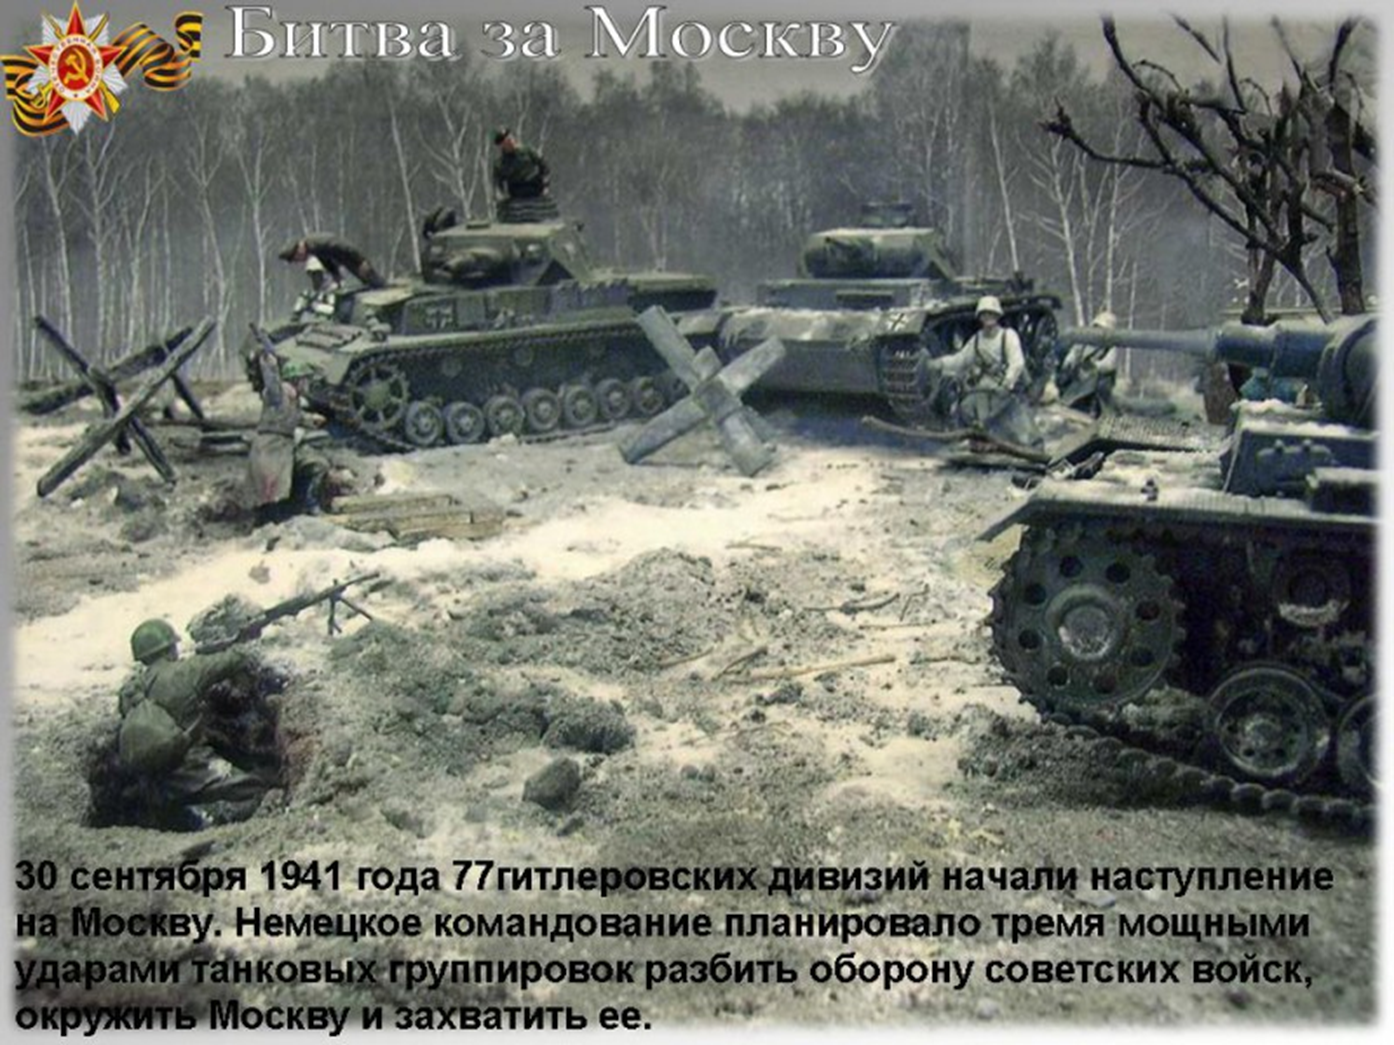 Битва за Москву
30 сентября 1941 года 77гитлеровских дивизий начали наступление
на Москву. Немецкое командование планировало тремя мощными
ударами танковых группировок разбить оборону советских войск,
окружить Москву и захватить ее.